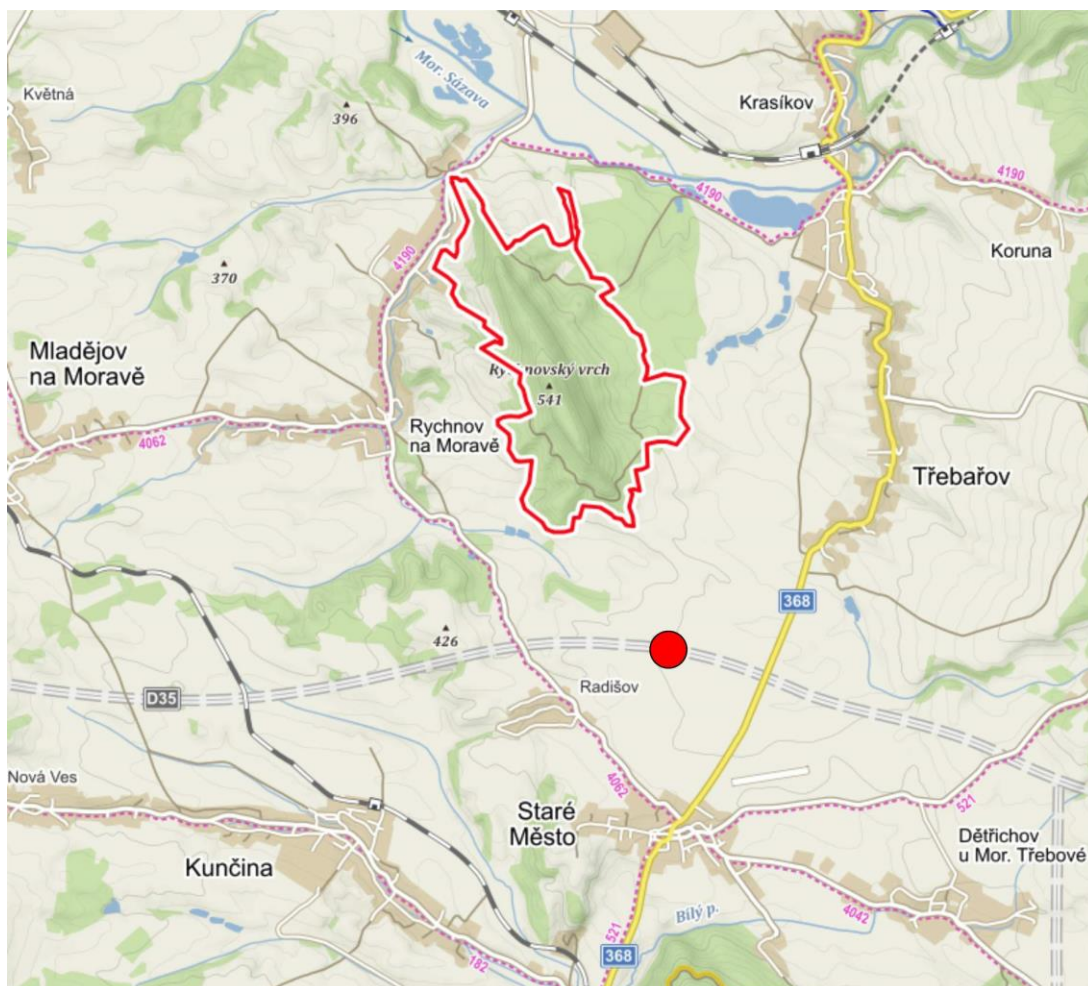 Květná
396
Mor. Sázava
Krasíkov
4190
4190
4190
Koruna
4190
370
Mladějov
na Moravě
Rychnovský vrch
541
4062
Rychnov
na Moravě
Třebařov
368
426
D35
Radišov
Nová Ves
4062
521
Staré
Město
Dětřichov
u Mor. Třebové
Kunčina
Bílý p.
4042
521
182
368